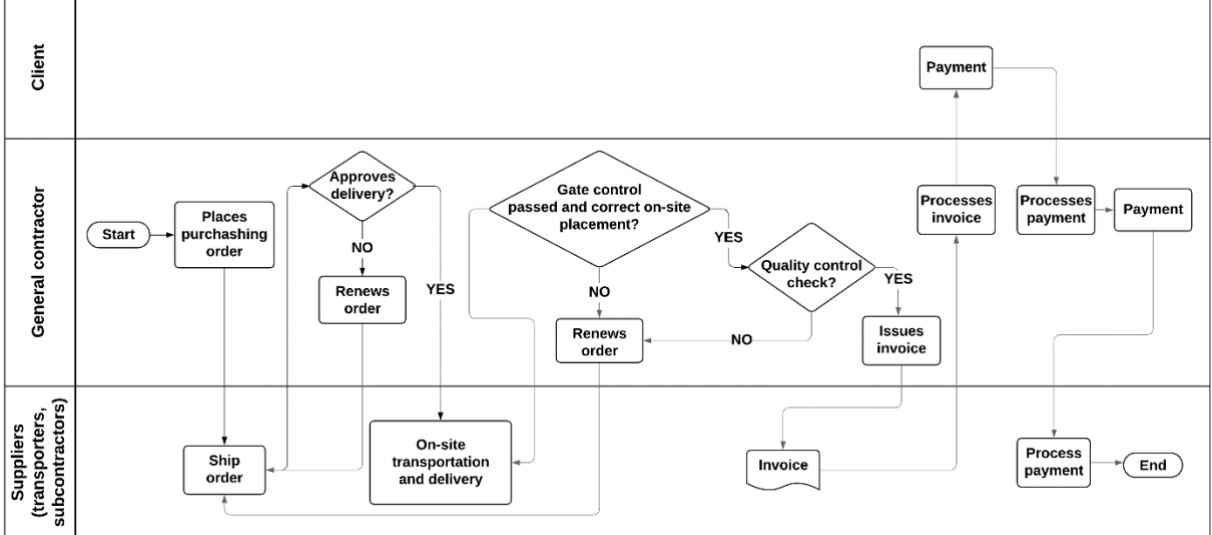 Client
Payment
General contractor
Start
Places
purchashing
order
Approves
delivery?
NO
Renews
order
YES
Gate control
passed and correct on-site
placement?
NO
YES
Renews
order
Quality control
check?
NO
YES
Issues
invoice
Processes
invoice
Processes
payment
Payment
Suppliers
(transporters,
subcontractors)
Ship
order
On-site
transportation
and delivery
Invoice
Process
payment
End